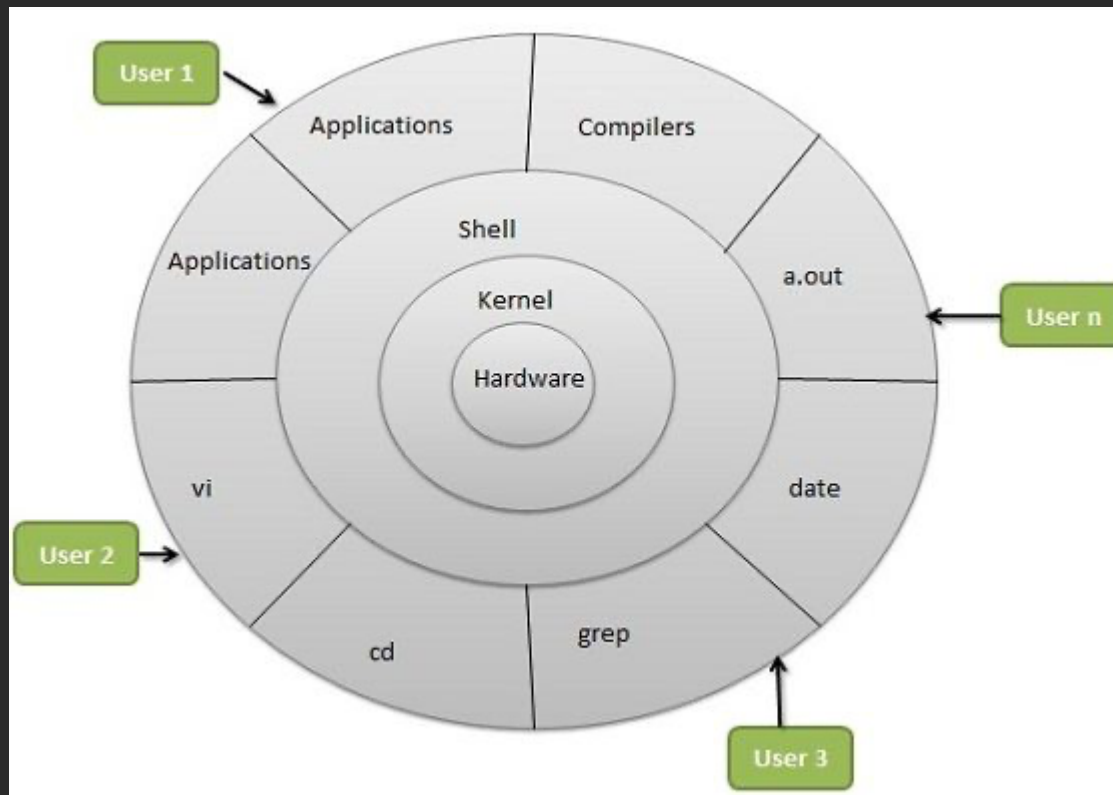 User 1
Applications
Compilers
Shell
Applications
a.out
Kernel
User n
Hardware
vi
date
User 2
grep
cd
User 3